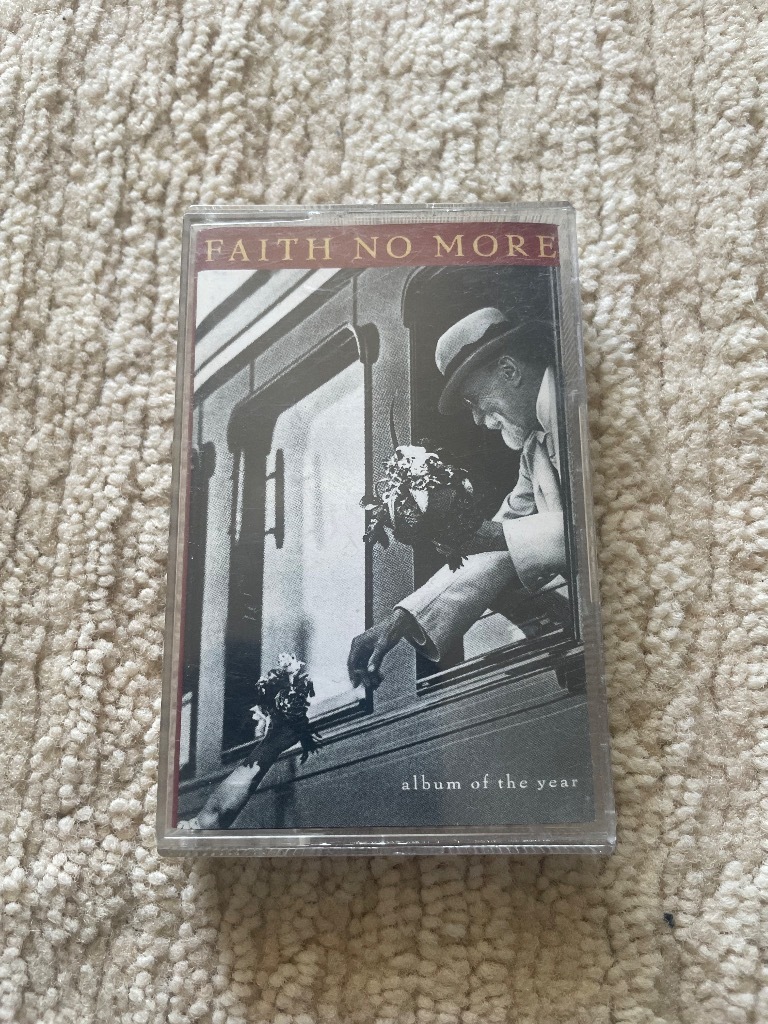 FAITH NO MORE
album of the year